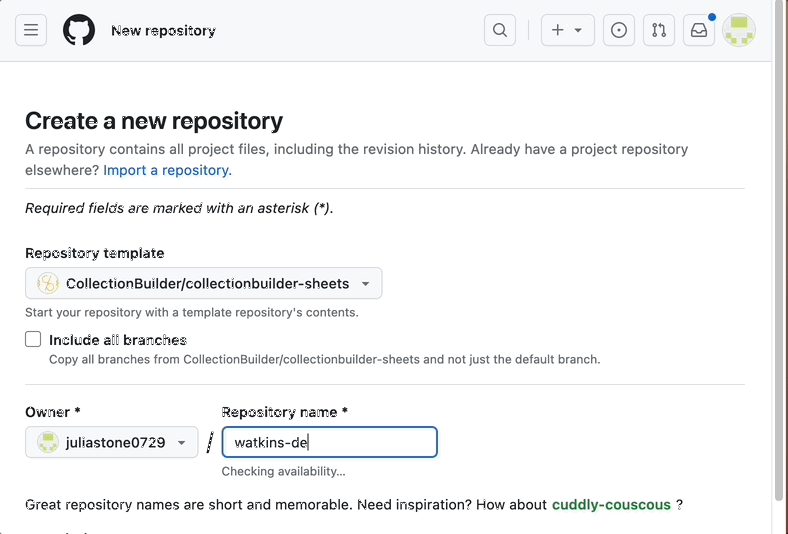 New repository
Create a new repository
A repository contains all project files, including the revision history. Already have a project repository
elsewhere? Import a repository.
Required fields are marked with an asterisk (*).
Repository template
CollectionBuilder/collectionbuilder-sheets
Start your repository with a template repository's contents.
Include all branches
Copy all branches from CollectionBuilder/collectionbuilder-sheets and not just the default branch.
Owner * Repository name *
juliastone0729 / watkins-de
Checking availability...
Great repository names are short and memorable. Need inspiration? How about cuddly-couscous ?